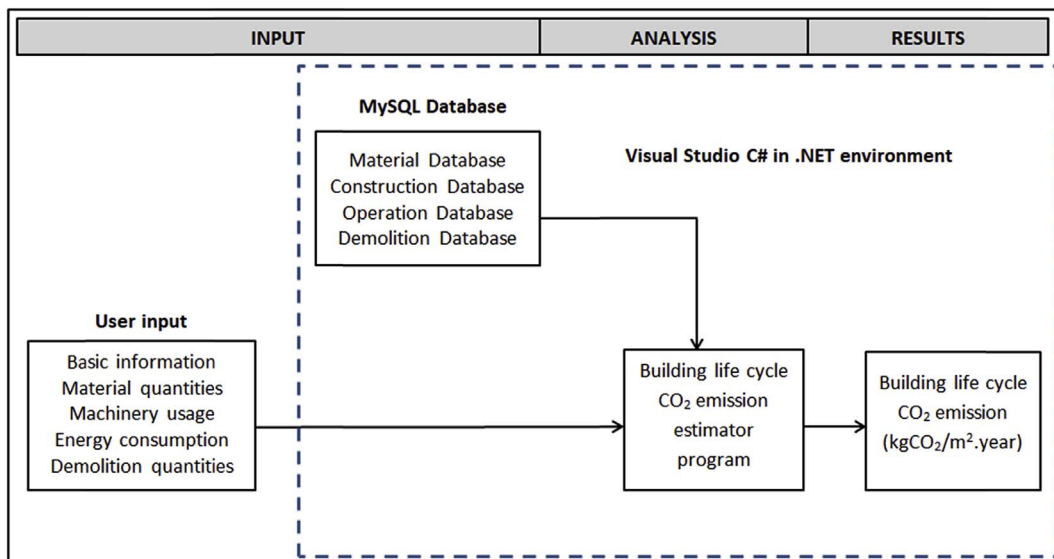 INPUT
ANALYSIS
RESULTS
MySQL Database
Material Database
Construction Database
Operation Database
Demolition Database
Visual Studio C# in .NET environment
User input
Basic information
Material quantities
Machinery usage
Energy consumption
Demolition quantities
Building life cycle
CO₂ emission
estimator
program
Building life cycle
CO₂ emission
(kgCO₂/m².year)